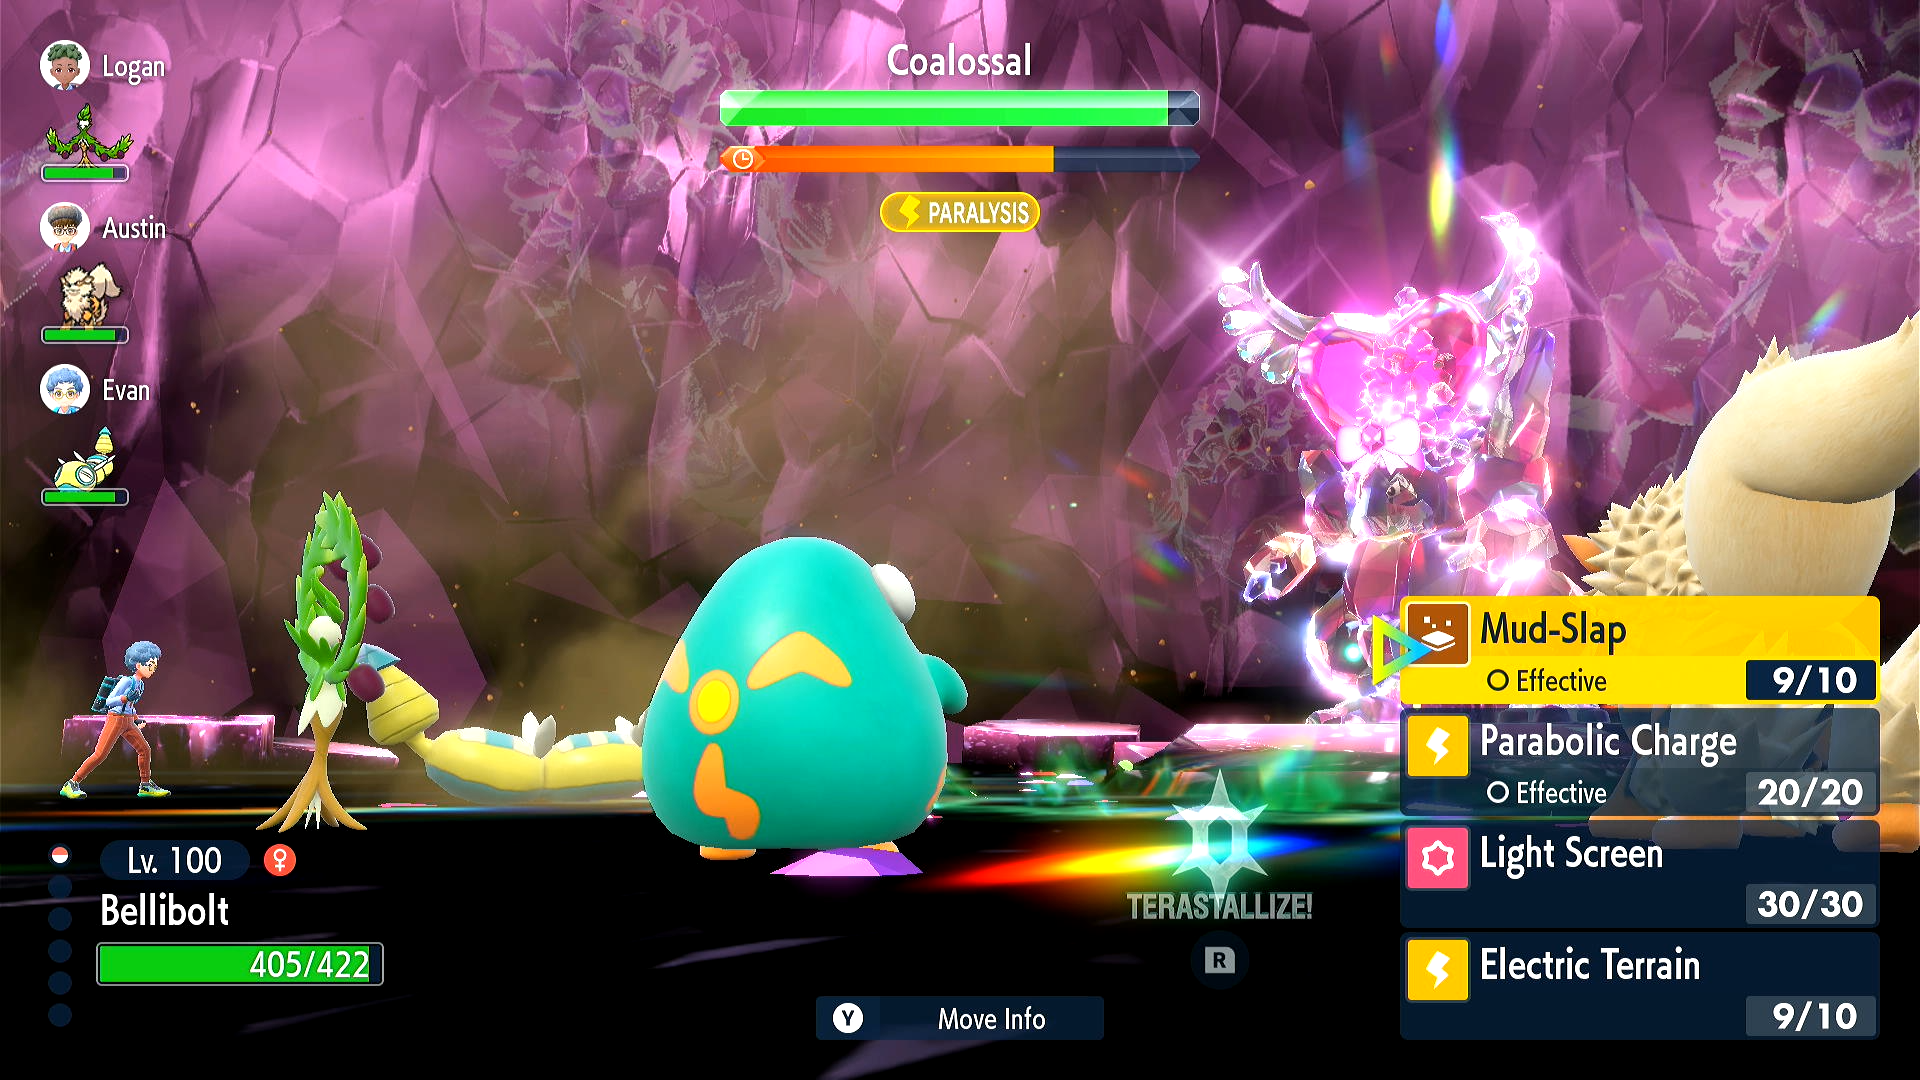 Logan
Austin
Evan
Coalossal
PARALYSIS
Mud-Slap
Effective
9/10
Parabolic Charge
Effective
20/20
Light Screen
30/30
Electric Terrain
9/10
TERASTALLIZE!
R
Lv. 100
Bellibolt
405/422
Y Move Info